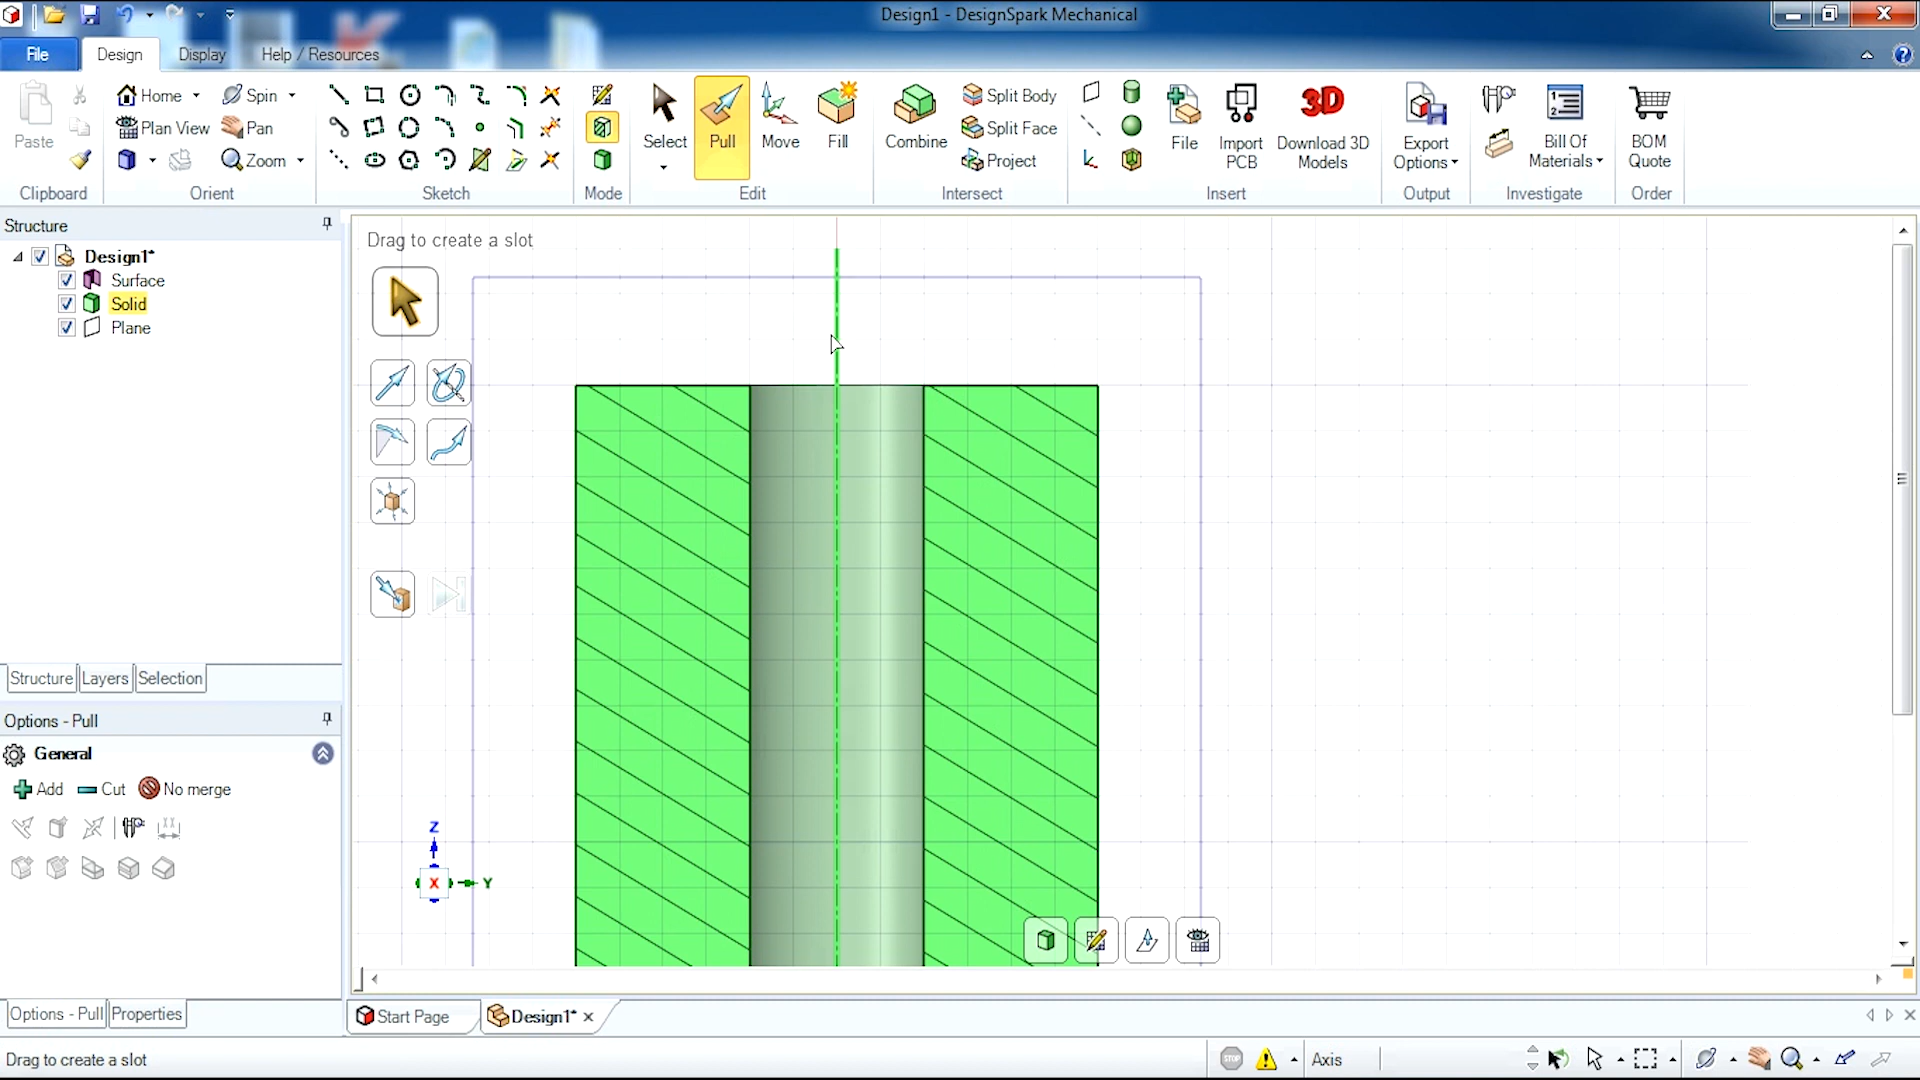 Design1 - DesignSpark Mechanical
File Design Display Help / Resources
Paste
Clipboard
Home Spin
Plan View Pan
Zoom
Orient
Sketch
Mode
Select Pull Move Fill
Edit
Combine
Split Body
Split Face
Project
Intersect
File
Import PCB
3D
Download 3D Models
Insert
Export Options
Output
1
2
Bill Of Materials
Investigate
BOM Quote
Order
Structure
Design1*
Surface
Solid
Plane
Structure Layers Selection
Options - Pull
General
Add Cut No merge
Options - Pull Properties
Drag to create a slot
Z
X Y
Start Page Design1*
Drag to create a slot
STOP
Axis